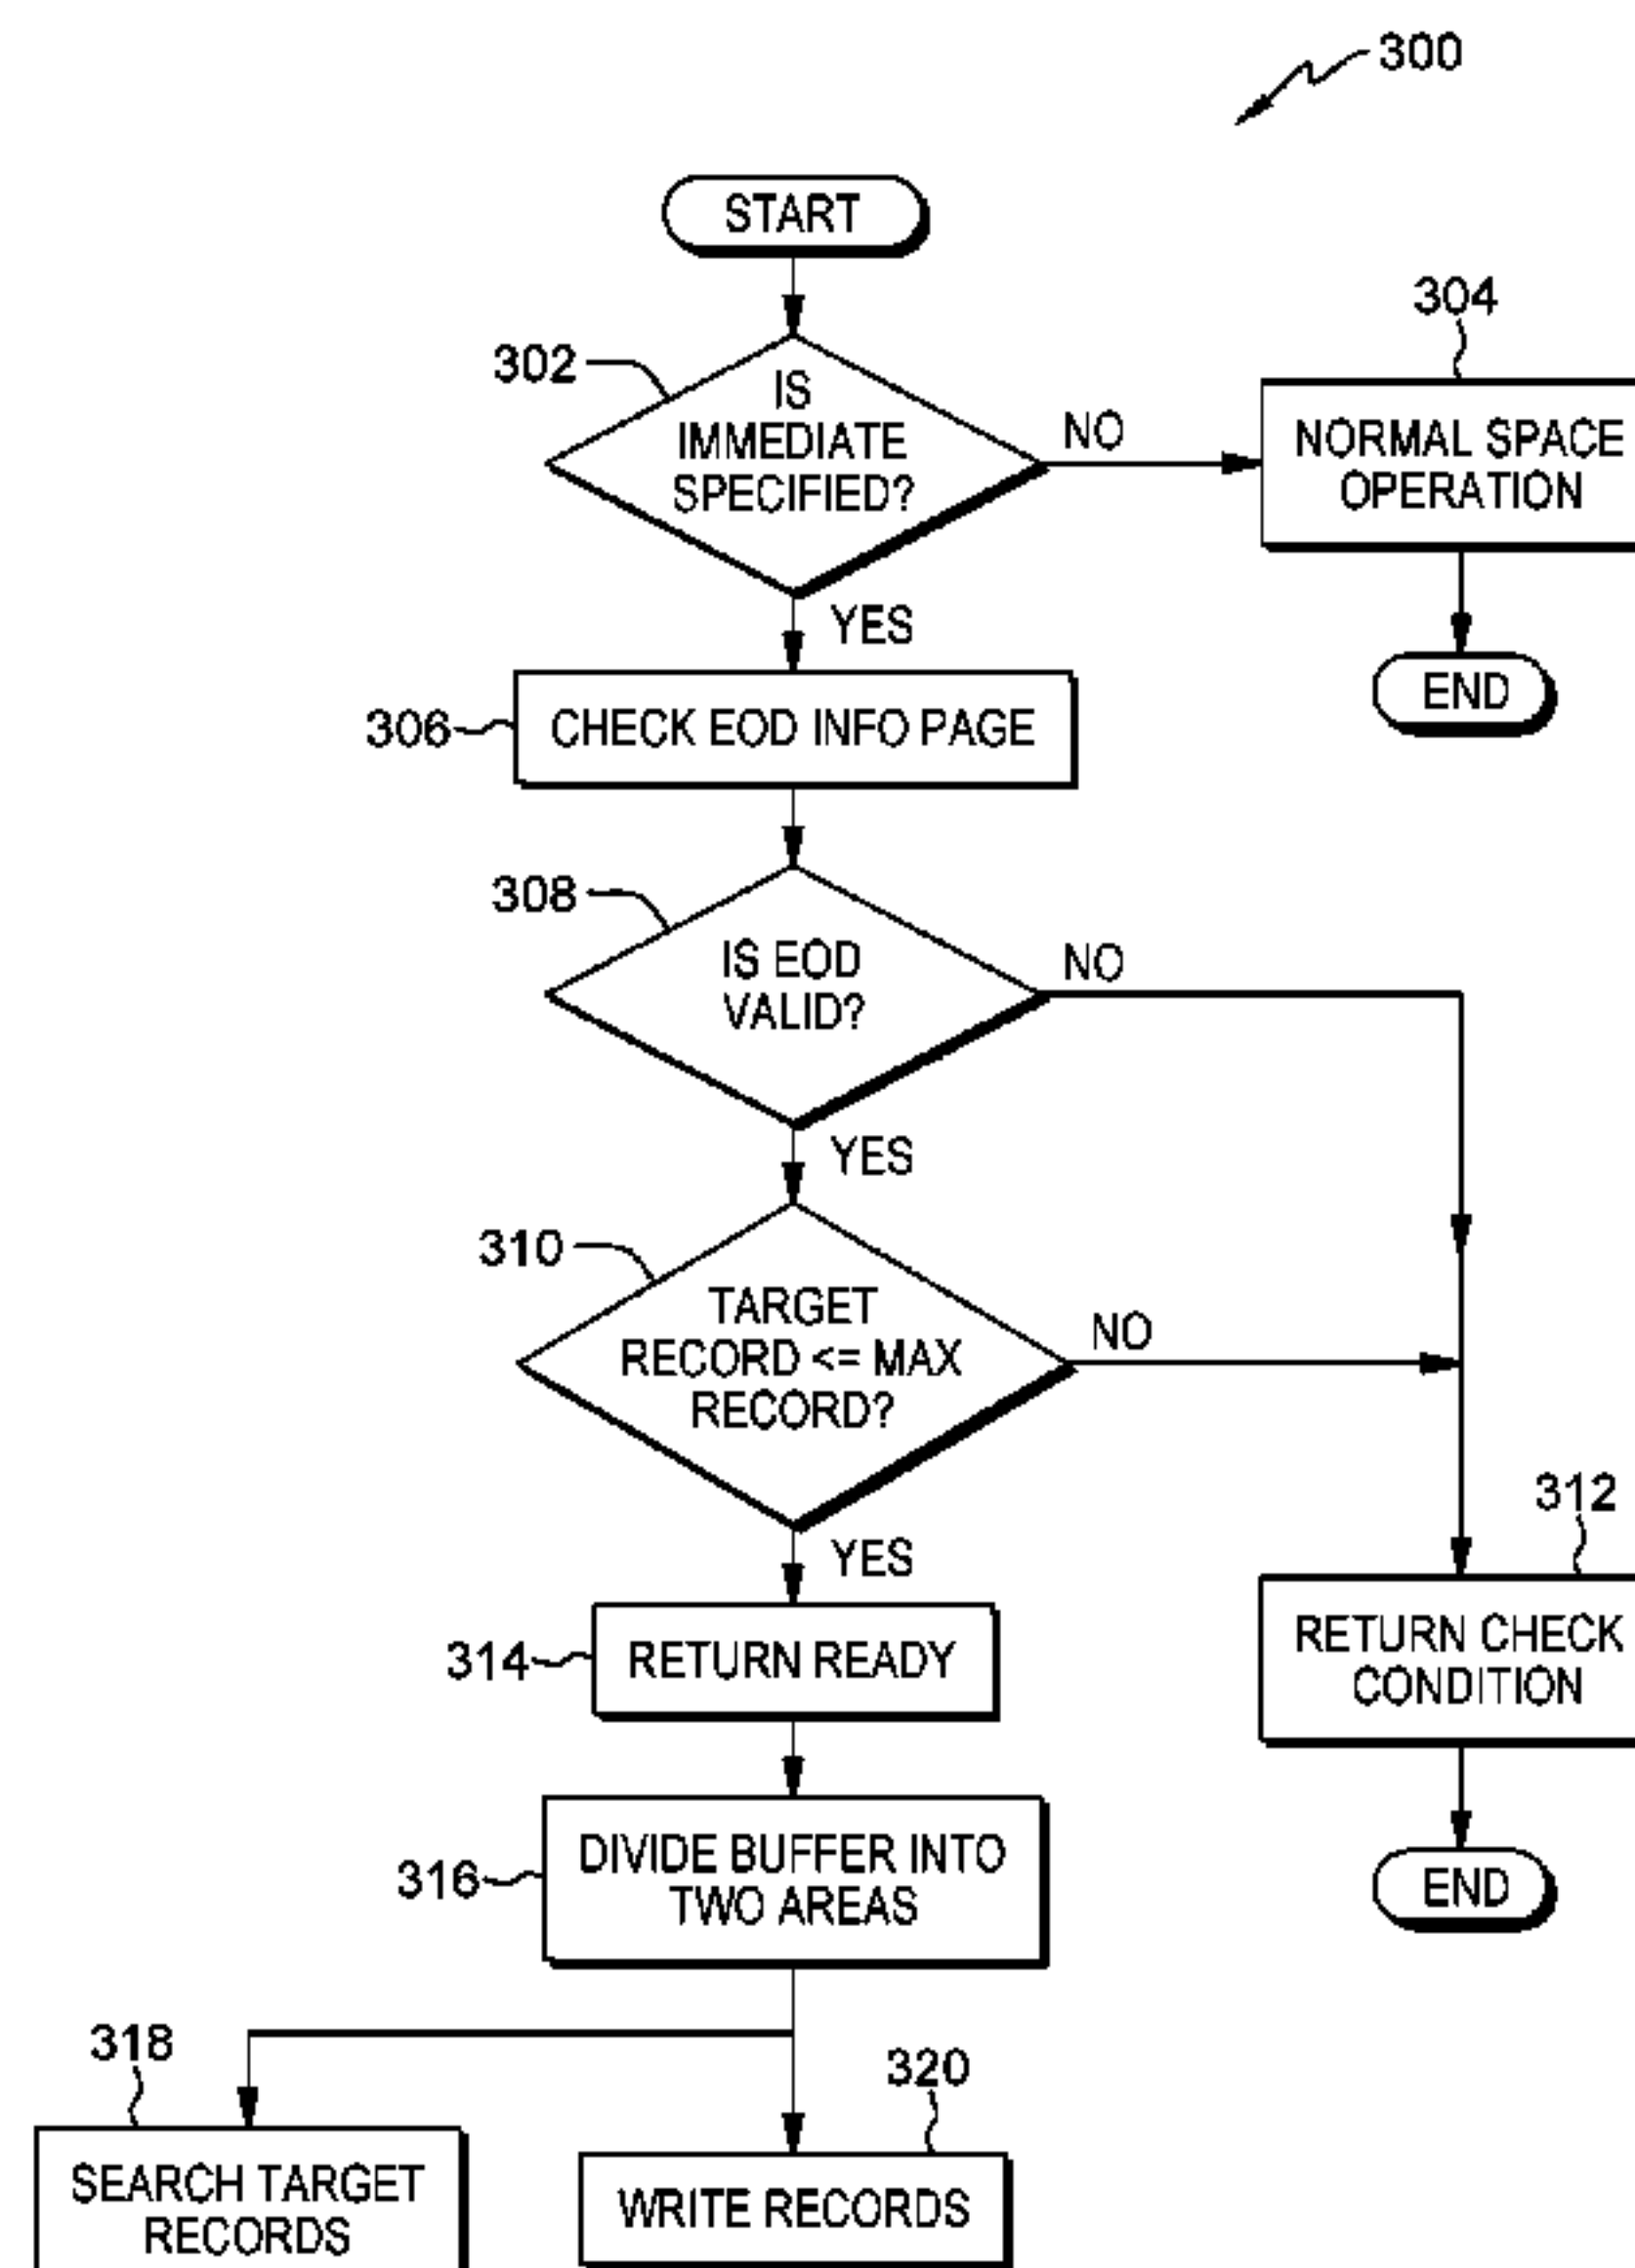 300
START
302
IS
IMMEDIATE
SPECIFIED?
NO
304
NORMAL SPACE
OPERATION
YES
END
306
CHECK EOD INFO PAGE
308
IS EOD
VALID?
NO
YES
310
TARGET
RECORD <= MAX
RECORD?
NO
312
RETURN CHECK
CONDITION
YES
314
RETURN READY
316
DIVIDE BUFFER INTO
TWO AREAS
END
318
320
SEARCH TARGET
RECORDS
WRITE RECORDS